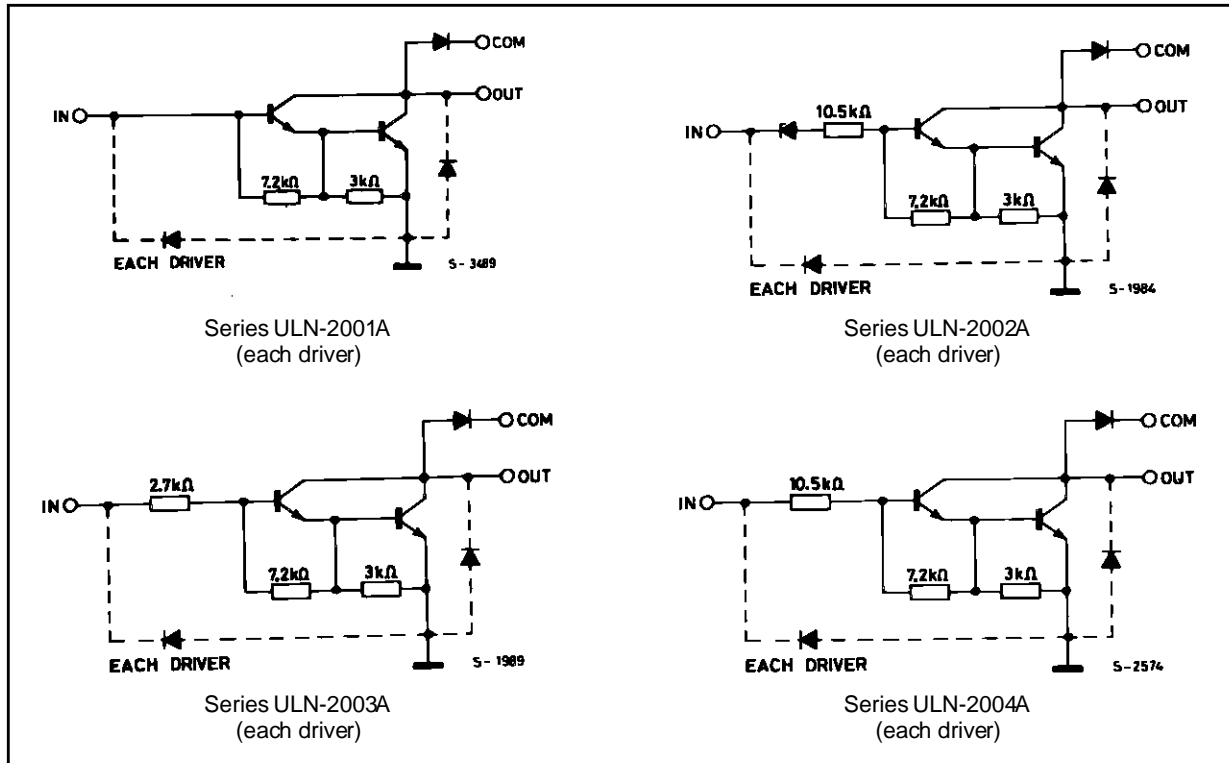 COM
OUT
IN
7.2kΩ 3kΩ
EACH DRIVER
S-3489
Series ULN-2001A
(each driver)
COM
OUT
IN
10.5kΩ
7.2kΩ 3kΩ
EACH DRIVER
S-1984
Series ULN-2002A
(each driver)
COM
OUT
IN
2.7kΩ
7.2kΩ 3kΩ
EACH DRIVER
S-1989
Series ULN-2003A
(each driver)
COM
OUT
IN
10.5kΩ
7.2kΩ 3kΩ
EACH DRIVER
S-2574
Series ULN-2004A
(each driver)